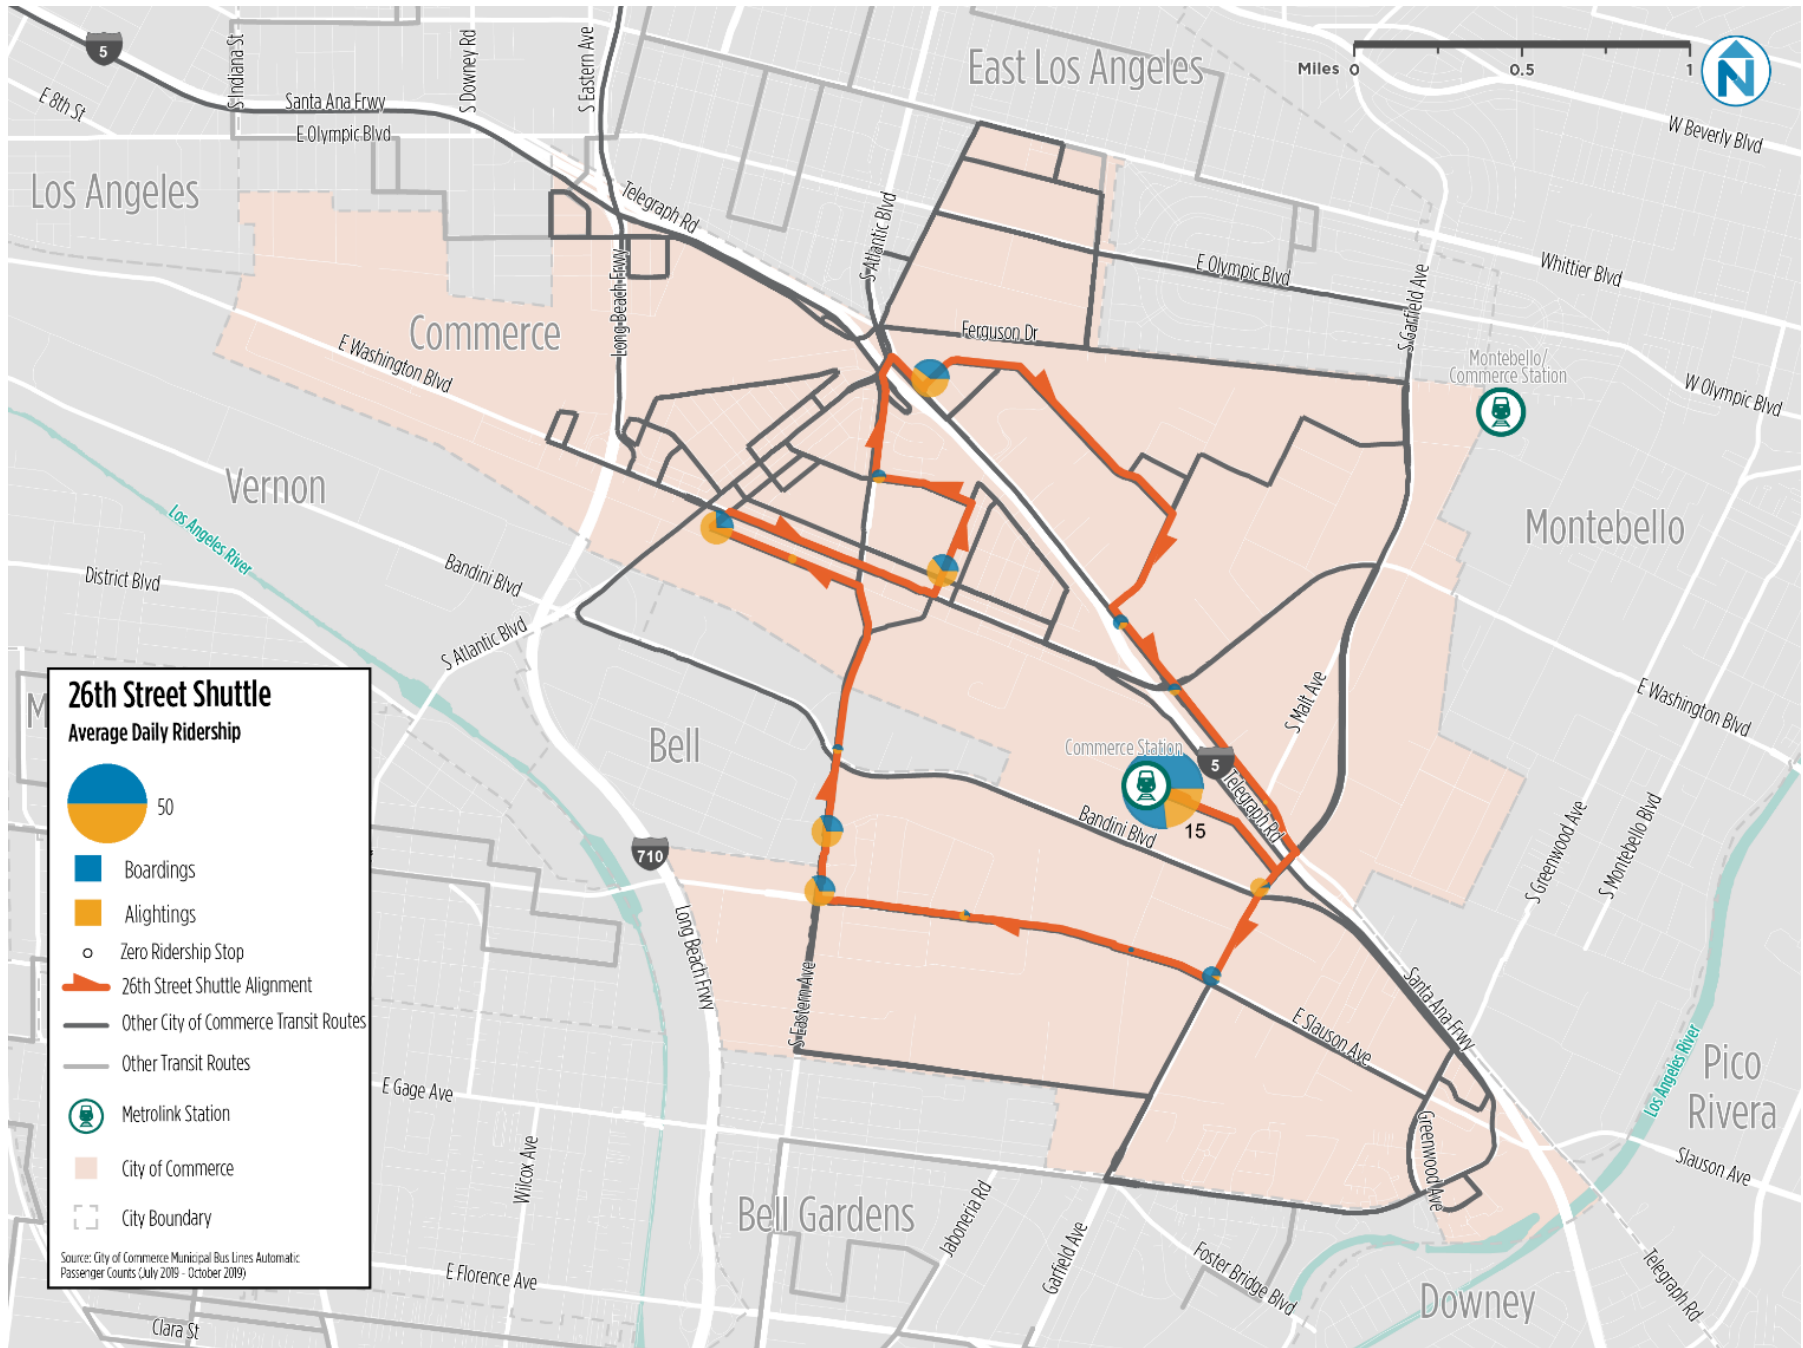 5
S Indiana St
S Downey Rd
S Eastern Ave
East Los Angeles
Miles 0 0.5 1
N
E 8th St
Santa Ana Frwy
E Olympic Blvd
W Beverly Blvd
Los Angeles
Telegraph Rd
S Atlantic Blvd
E Olympic Blvd
Whittier Blvd
Long Beach Frwy
S Garfield Ave
Commerce
Ferguson Dr
E Washington Blvd
Montebello/
Commerce Station
W Olympic Blvd
Vernon
Los Angeles River
Montebello
District Blvd
Bandini Blvd
S Atlantic Blvd
E Washington Blvd
S Malt Ave
Bell
Commerce Station
5
Telegraph Rd
Bandini Blvd
15
S Greenwood Ave
S Montebello Blvd
710
Long Beach Frwy
S Eastern Ave
Santa Ana Frwy
E Slauson Ave
Los Angeles River
Pico
Rivera
Slauson Ave
Greenwood Ave
E Gage Ave
Wilcox Ave
Bell Gardens
Jaboneria Rd
Garfield Ave
Foster Bridge Blvd
Telegraph Rd
Downey
E Florence Ave
Clara St
M
26th Street Shuttle
Average Daily Ridership
50
Boardings
Alightings
Zero Ridership Stop
26th Street Shuttle Alignment
Other City of Commerce Transit Routes
Other Transit Routes
Metrolink Station
City of Commerce
City Boundary
Source: City of Commerce Municipal Bus Lines Automatic
Passenger Counts (July 2019 - October 2019)